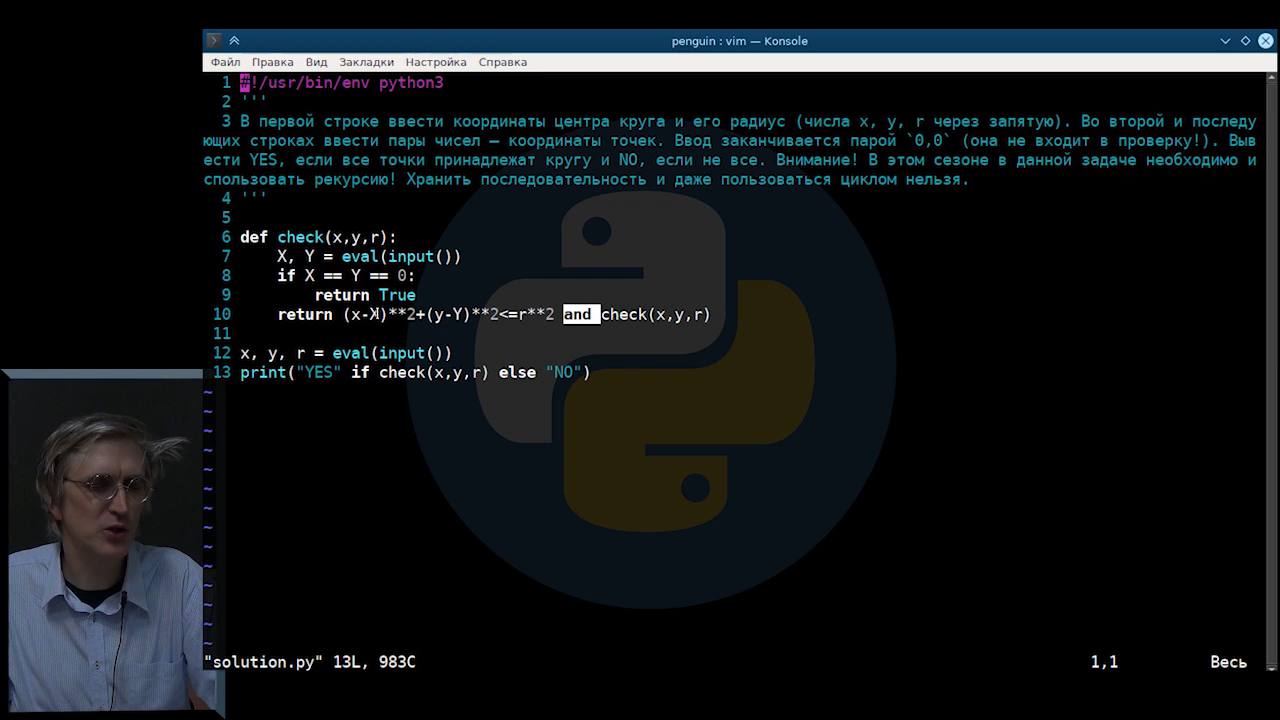 penguin : vim — Konsole
Файл Правка Вид Закладки Настройка Справка
1 #!/usr/bin/env python3
2 '''
3 В первой строке ввести координаты центра круга и его радиус (числа x, y, r через запятую). Во второй и последу
ющих строках ввести пары чисел — координаты точек. Ввод заканчивается парой `0,0` (она не входит в проверку!). Выв
ести YES, если все точки принадлежат кругу и NO, если не все. Внимание! В этом сезоне в данной задаче необходимо и
спользовать рекурсию! Хранить последовательность и даже пользоваться циклом нельзя.
4 '''
5
6 def check(x,y,r):
7     X, Y = eval(input())
8     if X == Y == 0:
9         return True
10     return (x-X)**2+(y-Y)**2<=r**2 and check(x,y,r)
11
12 x, y, r = eval(input())
13 print("YES" if check(x,y,r) else "NO")
~
~
~
~
~
~
~
~
~
~
~
~
~
~
"solution.py" 13L, 983C 1,1 Весь